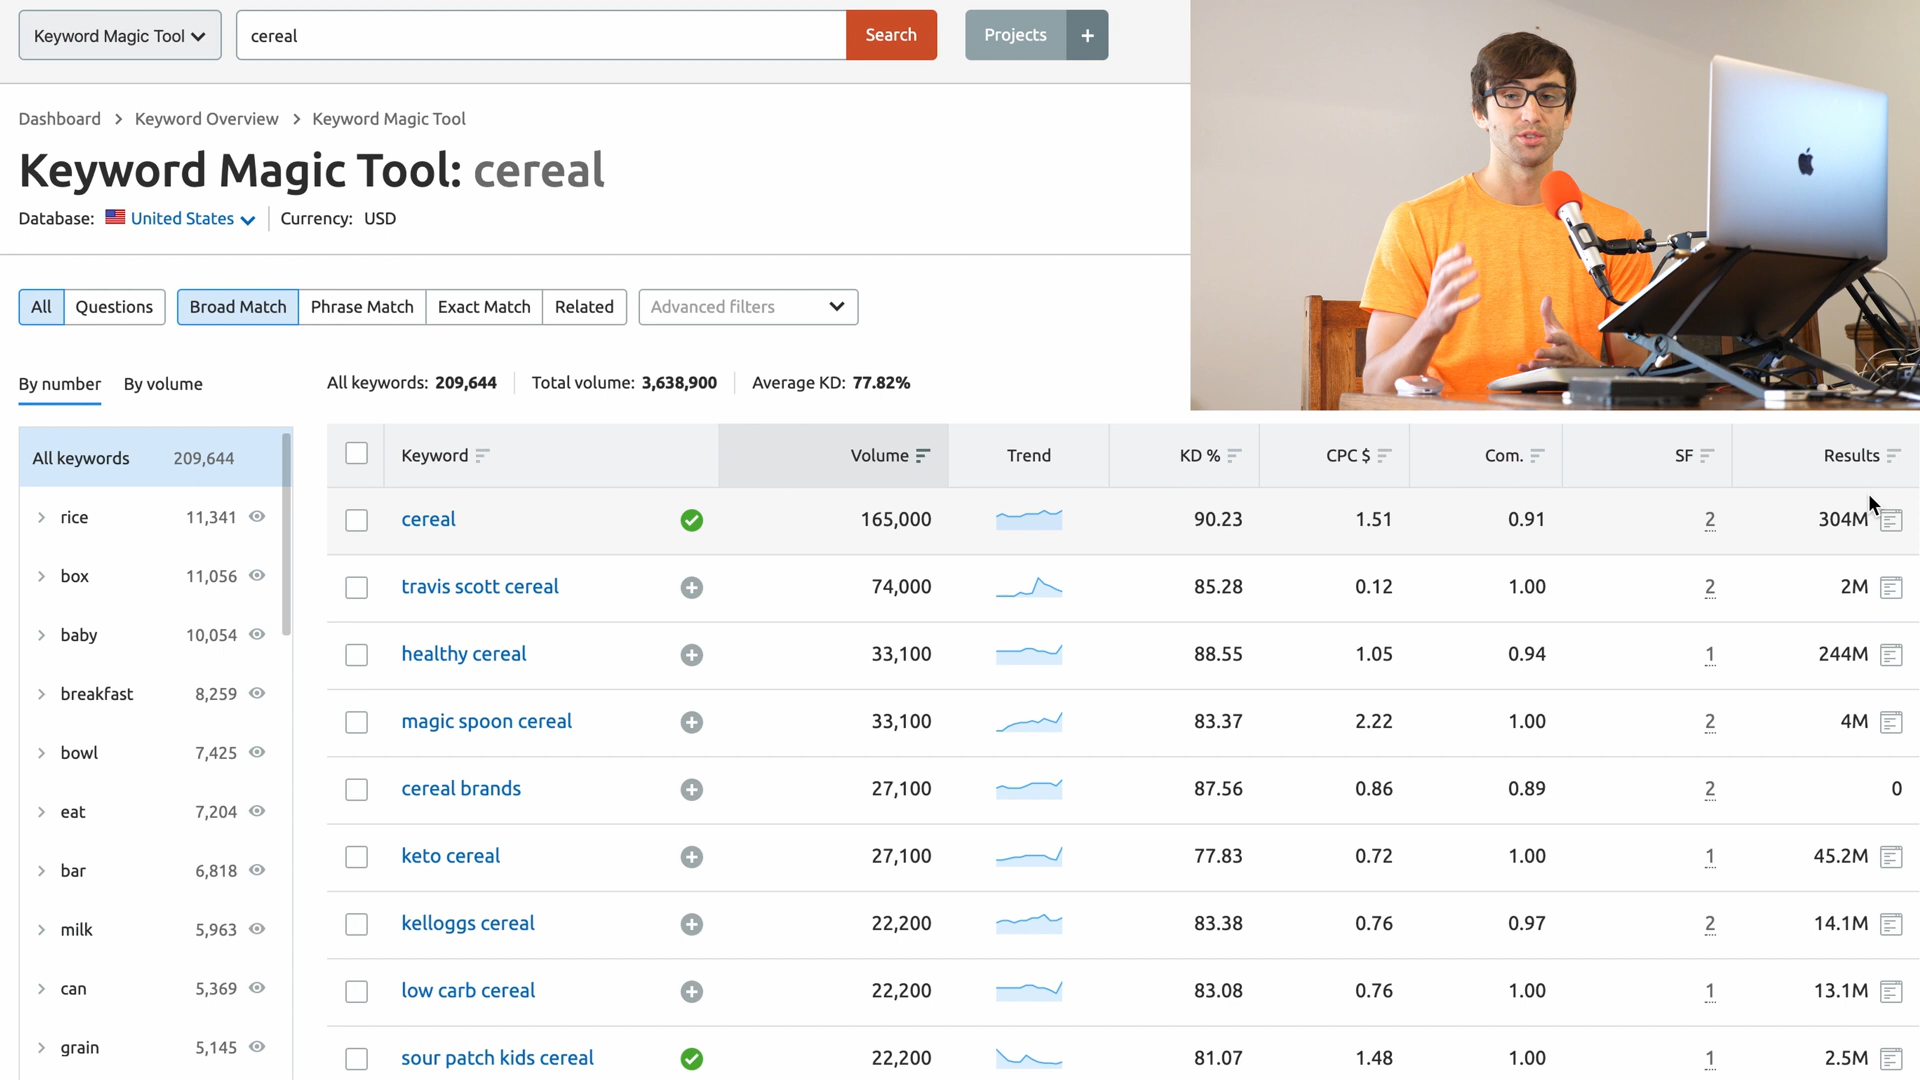 Keyword Magic Tool
cereal
Search
Projects
+
Dashboard > Keyword Overview > Keyword Magic Tool
Keyword Magic Tool: cereal
Database: United States Currency: USD
All Questions Broad Match Phrase Match Exact Match Related Advanced filters
By number By volume
All keywords: 209,644 Total volume: 3,638,900 Average KD: 77.82%
All keywords 209,644
rice 11,341
box 11,056
baby 10,054
breakfast 8,259
bowl 7,425
eat 7,204
bar 6,818
milk 5,963
can 5,369
grain 5,145
Keyword Volume Trend KD % CPC $ Com. SF Results
cereal 165,000 90.23 1.51 0.91 2 304M
travis scott cereal 74,000 85.28 0.12 1.00 2 2M
healthy cereal 33,100 88.55 1.05 0.94 1 244M
magic spoon cereal 33,100 83.37 2.22 1.00 2 4M
cereal brands 27,100 87.56 0.86 0.89 2 0
keto cereal 27,100 77.83 0.72 1.00 1 45.2M
kelloggs cereal 22,200 83.38 0.76 0.97 2 14.1M
low carb cereal 22,200 83.08 0.76 1.00 1 13.1M
sour patch kids cereal 22,200 81.07 1.48 1.00 1 2.5M